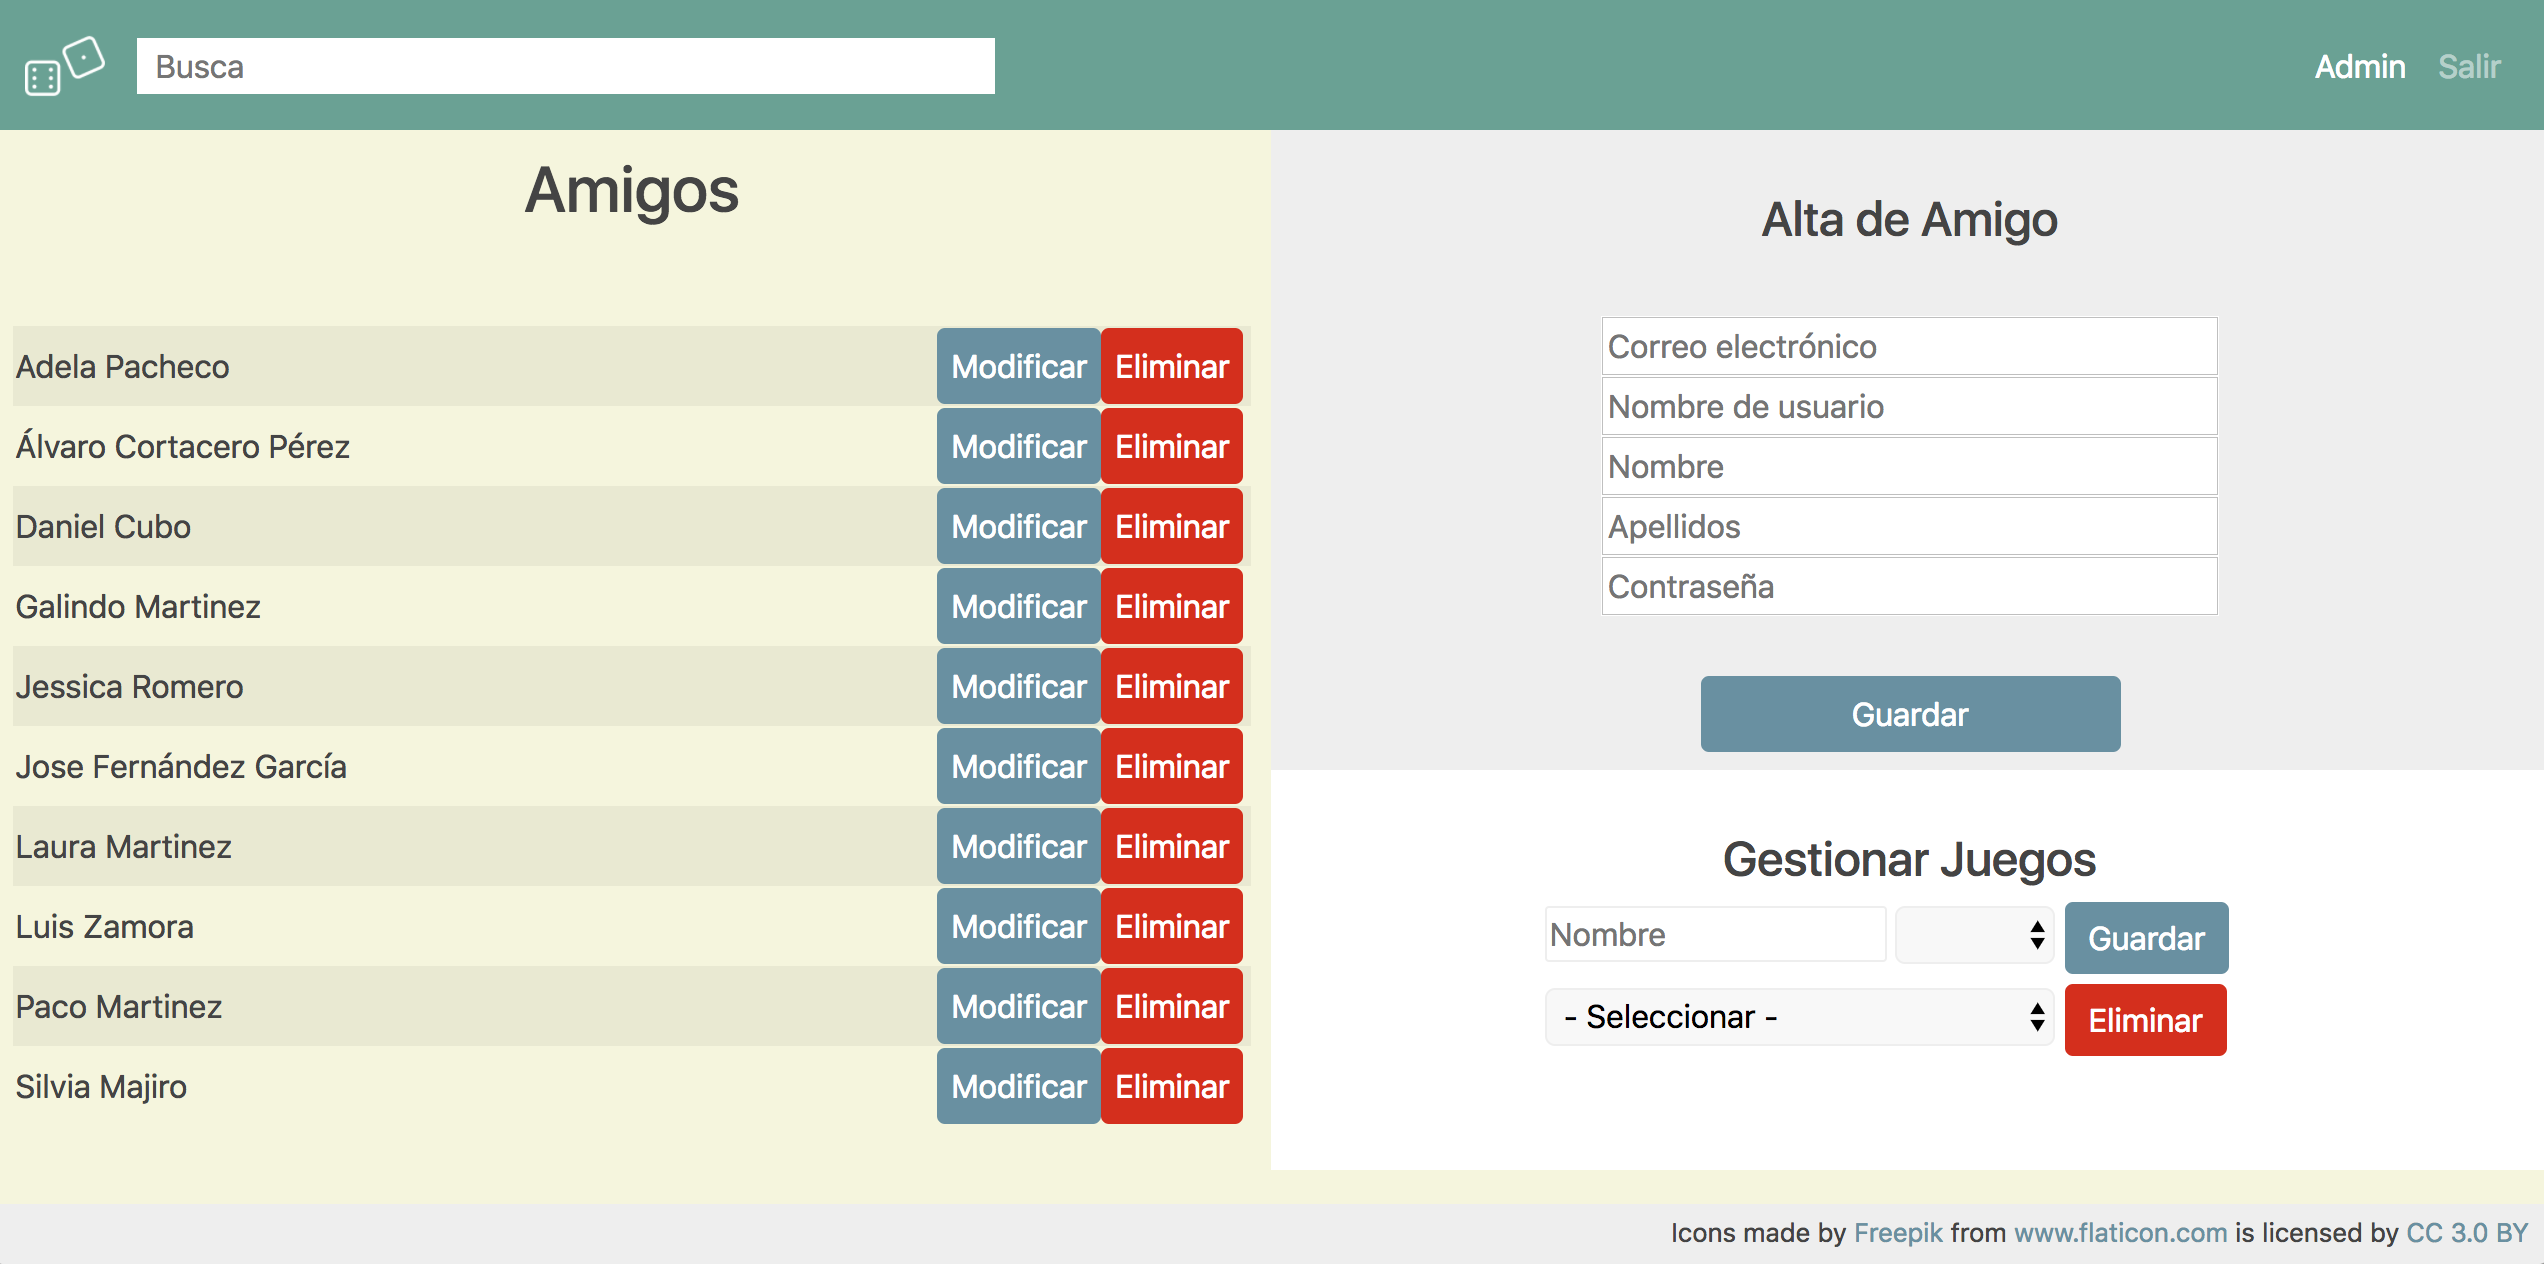 Busca
Admin Salir
Amigos
Adela Pacheco Modificar Eliminar
Álvaro Cortacero Pérez Modificar Eliminar
Daniel Cubo Modificar Eliminar
Galindo Martinez Modificar Eliminar
Jessica Romero Modificar Eliminar
Jose Fernández García Modificar Eliminar
Laura Martinez Modificar Eliminar
Luis Zamora Modificar Eliminar
Paco Martinez Modificar Eliminar
Silvia Majiro Modificar Eliminar
Alta de Amigo
Correo electrónico
Nombre de usuario
Nombre
Apellidos
Contraseña
Guardar
Gestionar Juegos
Nombre Guardar
- Seleccionar - Eliminar
Icons made by Freepik from www.flaticon.com is licensed by CC 3.0 BY